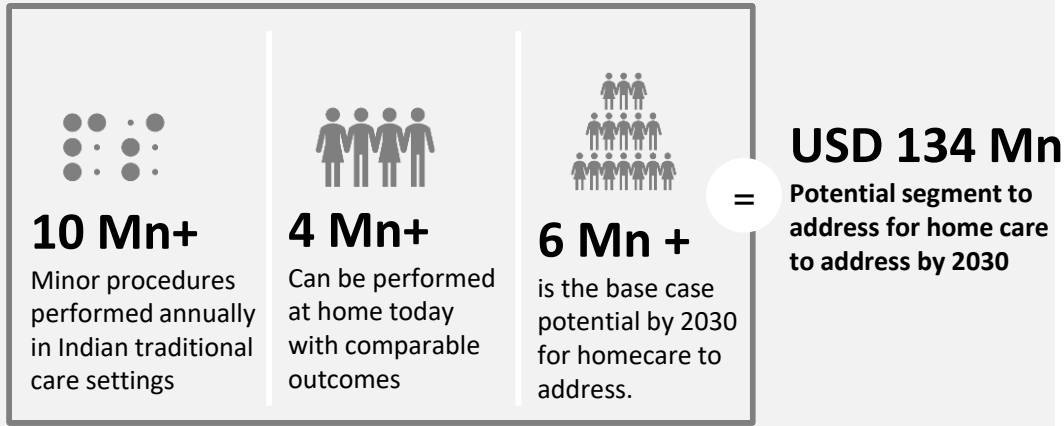 10 Mn+
Minor procedures
performed annually
in Indian traditional
care settings
4 Mn+
Can be performed
at home today
with comparable
outcomes
6 Mn +
is the base case
potential by 2030
for homecare to
address.
=
USD 134 Mn
Potential segment to
address for home care
to address by 2030